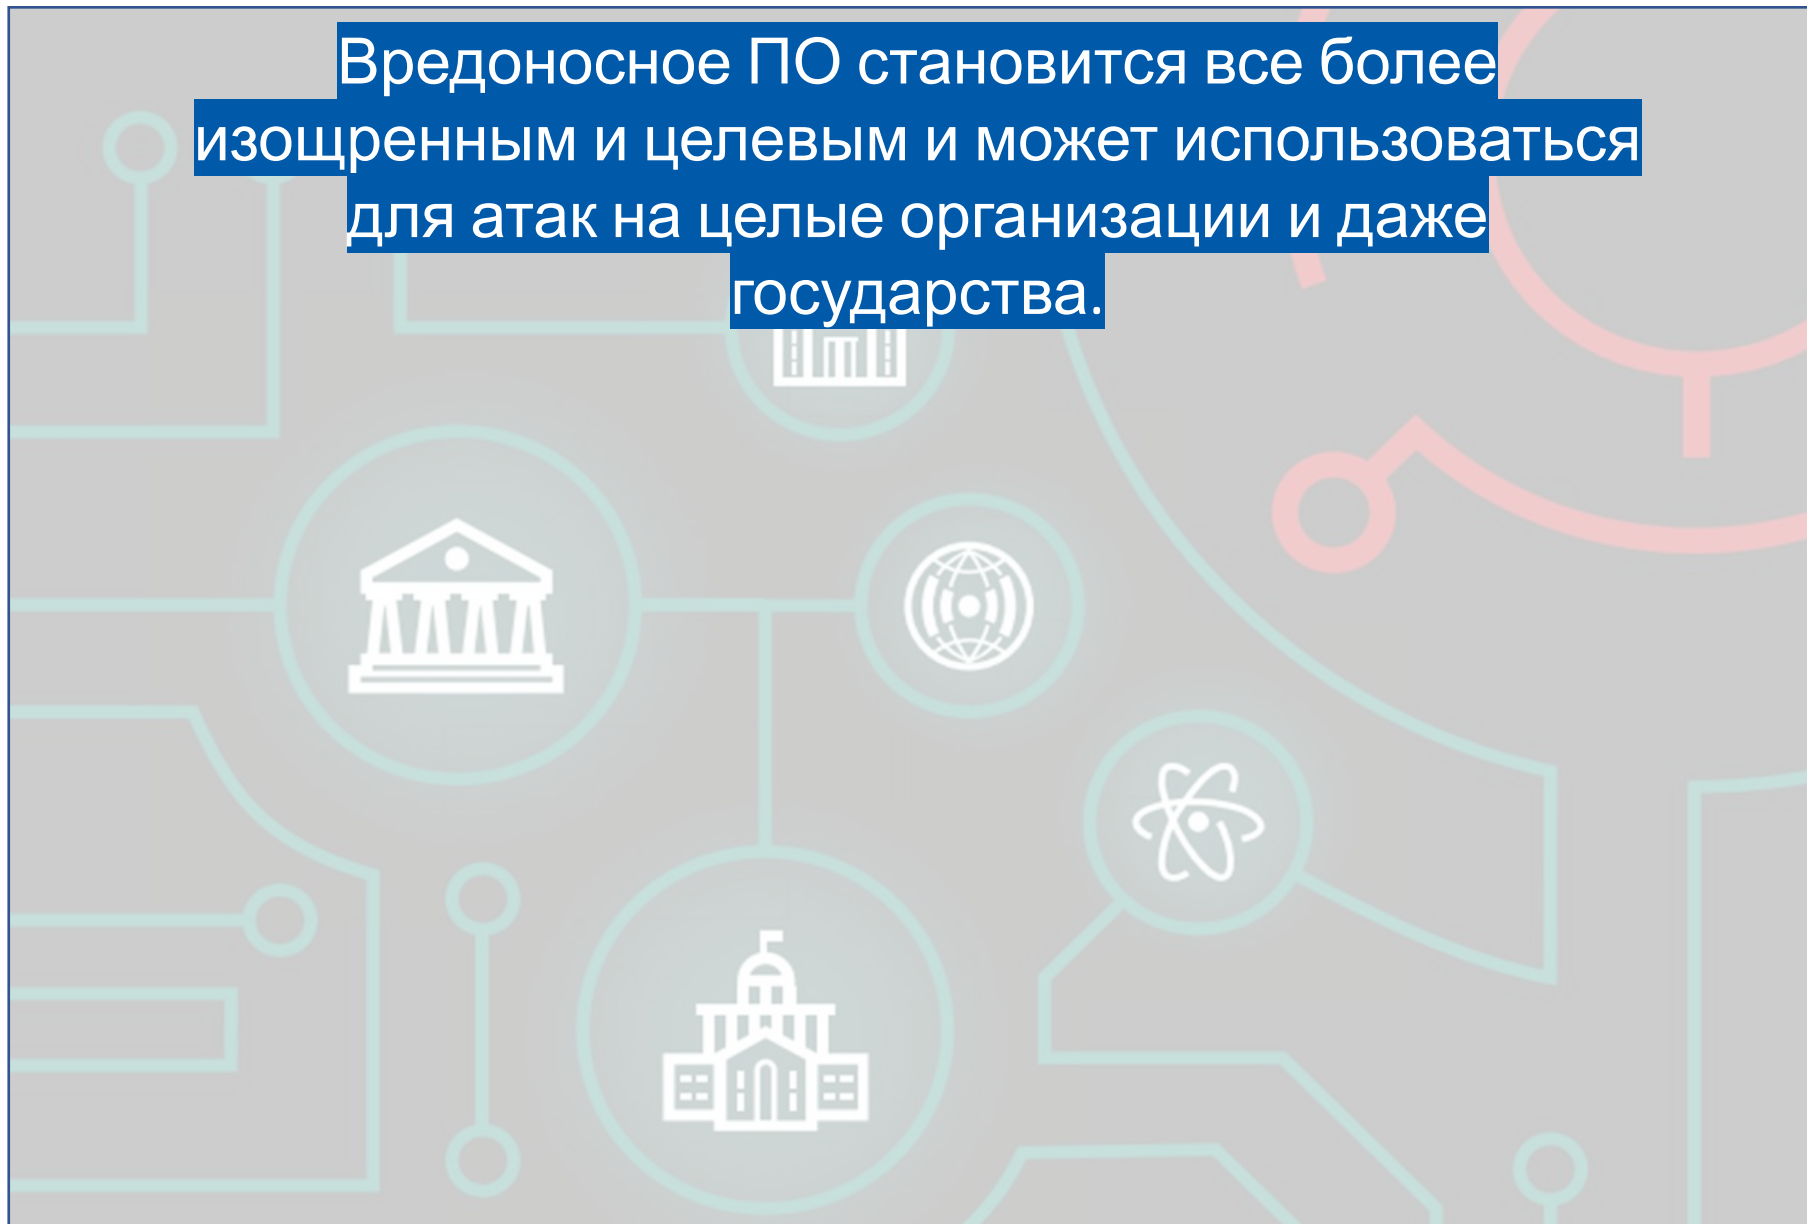 Вредоносное ПО становится все более
изощренным и целевым и может использоваться
для атак на целые организации и даже
государства.